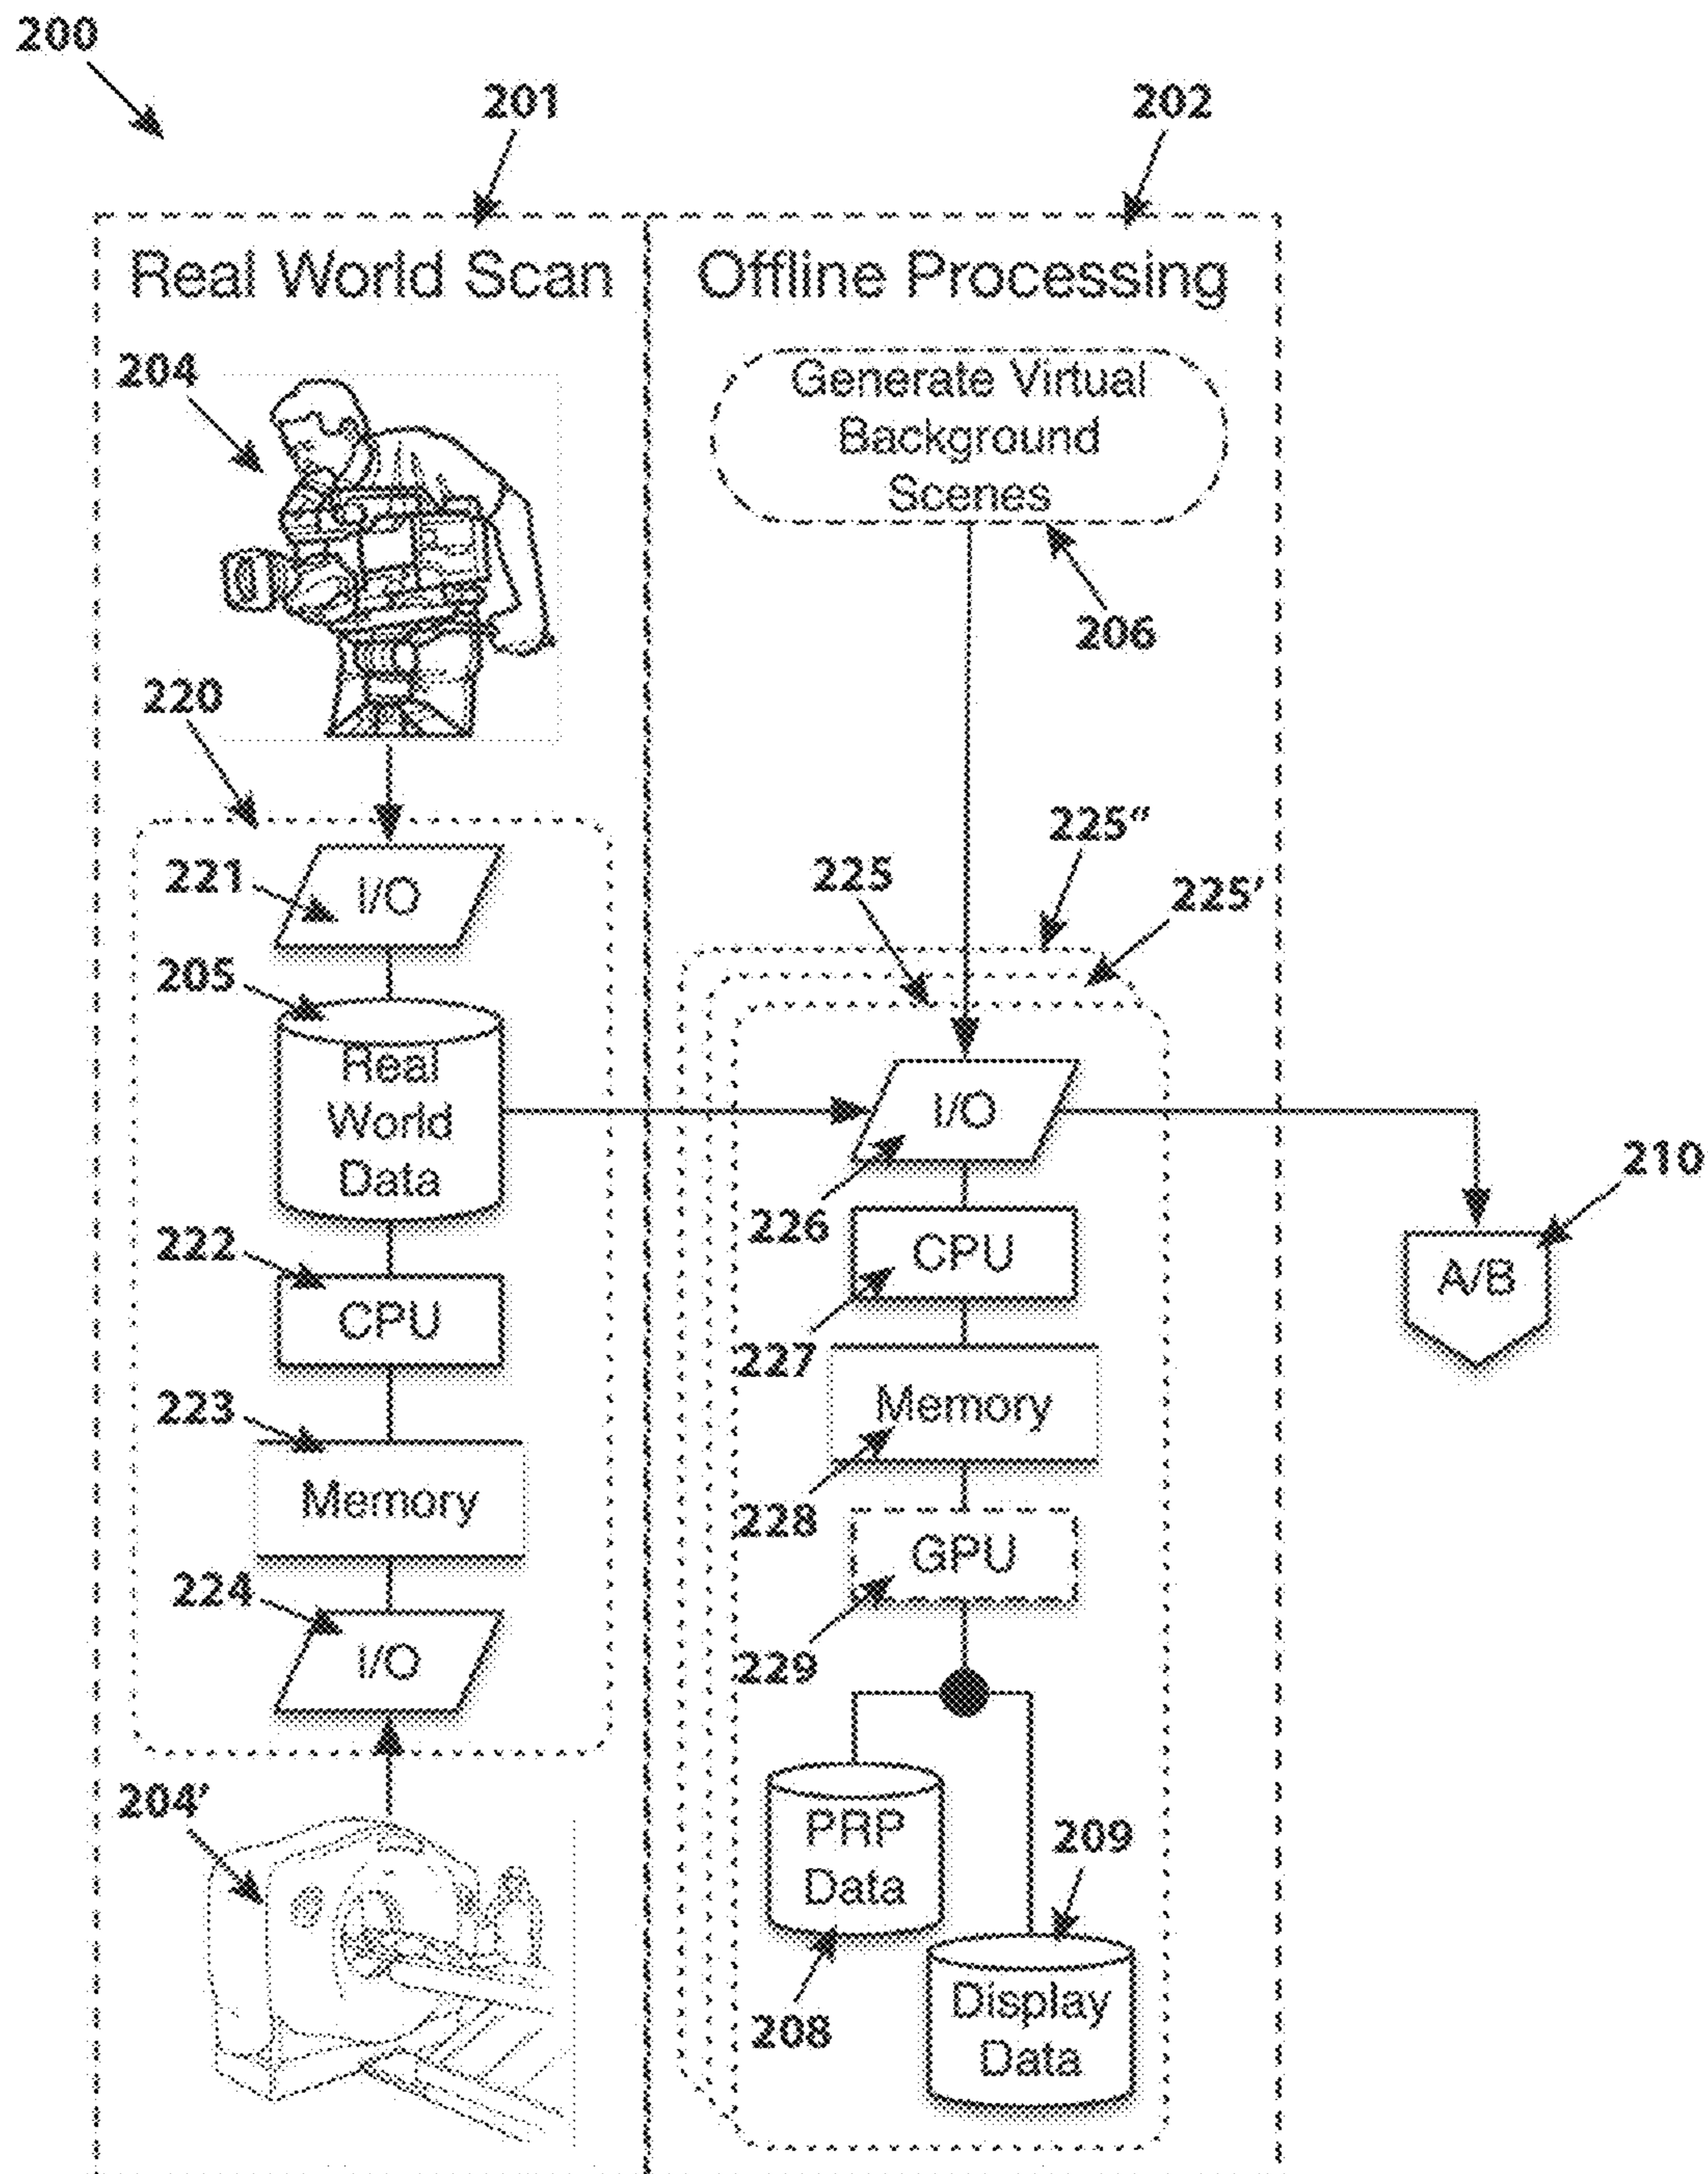 200
201
202
Real World Scan
Offline Processing
204
Generate Virtual
Background
Scenes
206
220
221
I/O
205
Real
World
Data
222
CPU
223
Memory
224
I/O
204'
225"
225
225'
I/O
226
CPU
227
Memory
228
GPU
229
PRP
Data
208
209
Display
Data
210
A/B